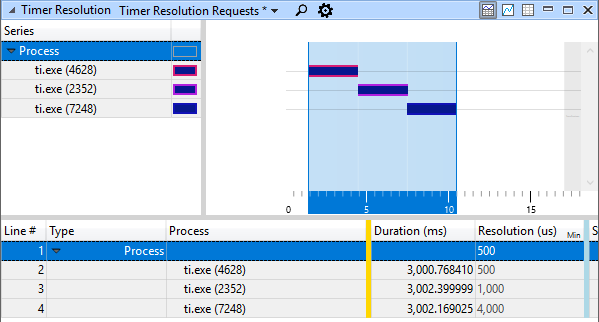 Timer Resolution Timer Resolution Requests *
Series
Process
ti.exe (4628)
ti.exe (2352)
ti.exe (7248)
0 5 10 15
Line # Type Process Duration (ms) Resolution (us) Min S
1 Process 500
2 ti.exe (4628) 3,000.768410 500
3 ti.exe (2352) 3,002.399999 1,000
4 ti.exe (7248) 3,002.169025 4,000